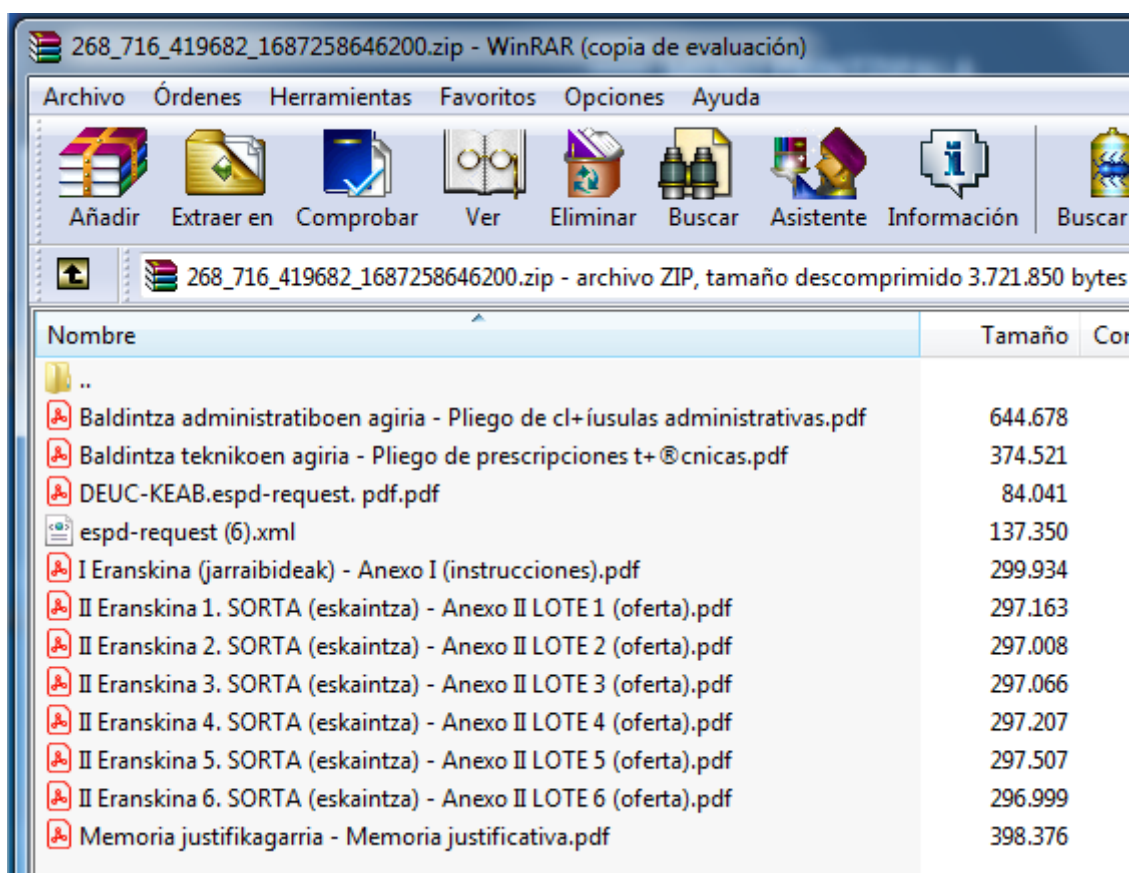 268_716_419682_1687258646200.zip - WinRAR (copia de evaluación)
Archivo Órdenes Herramientas Favoritos Opciones Ayuda
Añadir Extraer en Comprobar Ver Eliminar Buscar Asistente Información Buscar
268_716_419682_1687258646200.zip - archivo ZIP, tamaño descomprimido 3.721.850 bytes
Nombre Tamaño Cor
..
Baldintza administratiboen agiria - Pliego de cl+íusulas administrativas.pdf 644.678
Baldintza teknikoen agiria - Pliego de prescripciones t+®cnicas.pdf 374.521
DEUC-KEAB.espd-request. pdf.pdf 84.041
espd-request (6).xml 137.350
I Eranskina (jarraibideak) - Anexo I (instrucciones).pdf 299.934
II Eranskina 1. SORTA (eskaintza) - Anexo II LOTE 1 (oferta).pdf 297.163
II Eranskina 2. SORTA (eskaintza) - Anexo II LOTE 2 (oferta).pdf 297.008
II Eranskina 3. SORTA (eskaintza) - Anexo II LOTE 3 (oferta).pdf 297.066
II Eranskina 4. SORTA (eskaintza) - Anexo II LOTE 4 (oferta).pdf 297.207
II Eranskina 5. SORTA (eskaintza) - Anexo II LOTE 5 (oferta).pdf 297.507
II Eranskina 6. SORTA (eskaintza) - Anexo II LOTE 6 (oferta).pdf 296.999
Memoria justifikagarria - Memoria justificativa.pdf 398.376